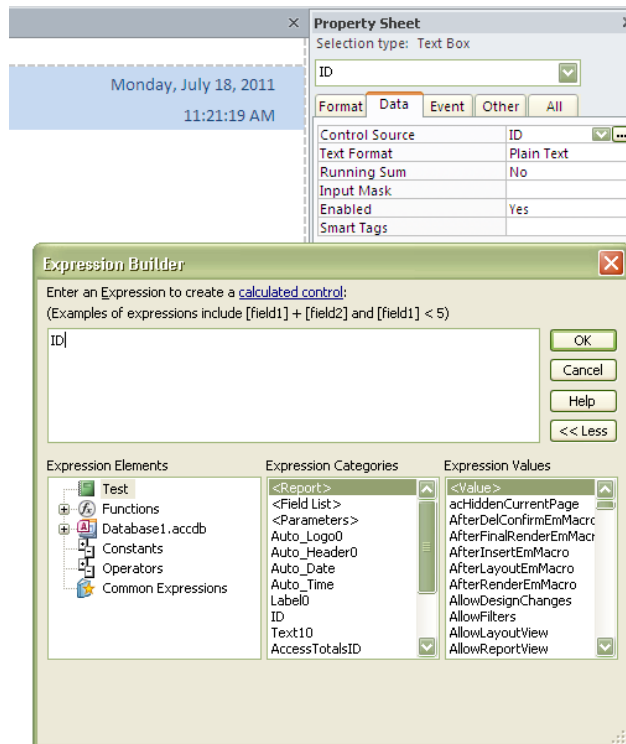 Property Sheet
Selection type: Text Box
ID
Monday, July 18, 2011
11:21:19 AM
Format Data Event Other All
Control Source ID
Text Format Plain Text
Running Sum No
Input Mask
Enabled Yes
Smart Tags
Expression Builder
Enter an Expression to create a calculated control:
(Examples of expressions include [field1] + [field2] and [field1] < 5)
ID
OK
Cancel
Help
<< Less
Expression Elements
Test
Functions
Database1.accdb
Constants
Operators
Common Expressions
Expression Categories
<Report>
<Field List>
<Parameters>
Auto_Logo0
Auto_Header0
Auto_Date
Auto_Time
Label0
ID
Text10
AccessTotalsID
Expression Values
<Value>
acHiddenCurrentPage
AfterDelConfirmEmMacrc
AfterFinalRenderEmMacr
AfterInsertEmMacro
AfterLayoutEmMacro
AfterRenderEmMacro
AllowDesignChanges
AllowFilters
AllowLayoutView
AllowReportView